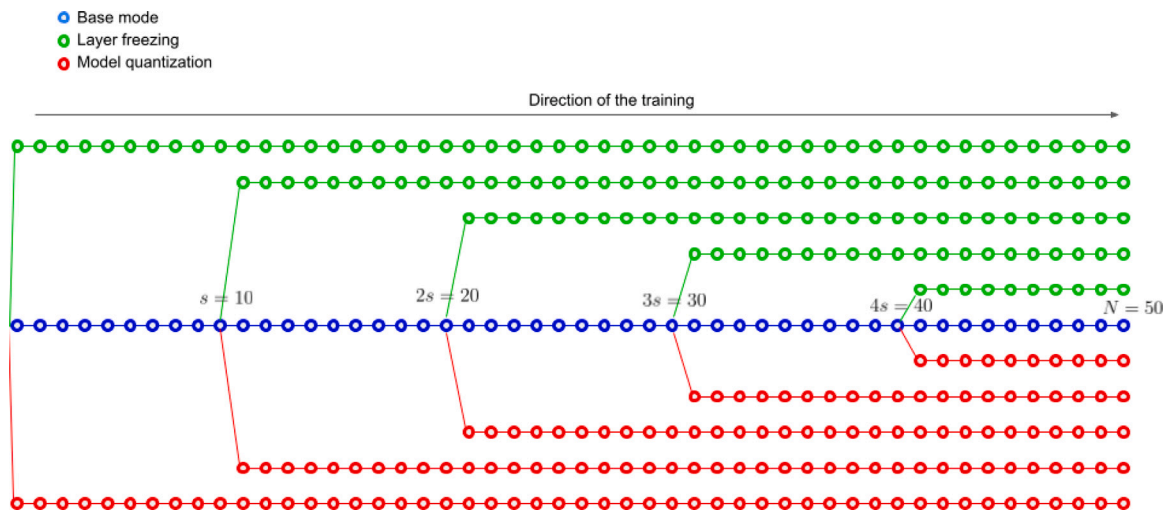 Base mode
Layer freezing
Model quantization
Direction of the training
s = 10
2s = 20
3s = 30
4s = 40
N = 50